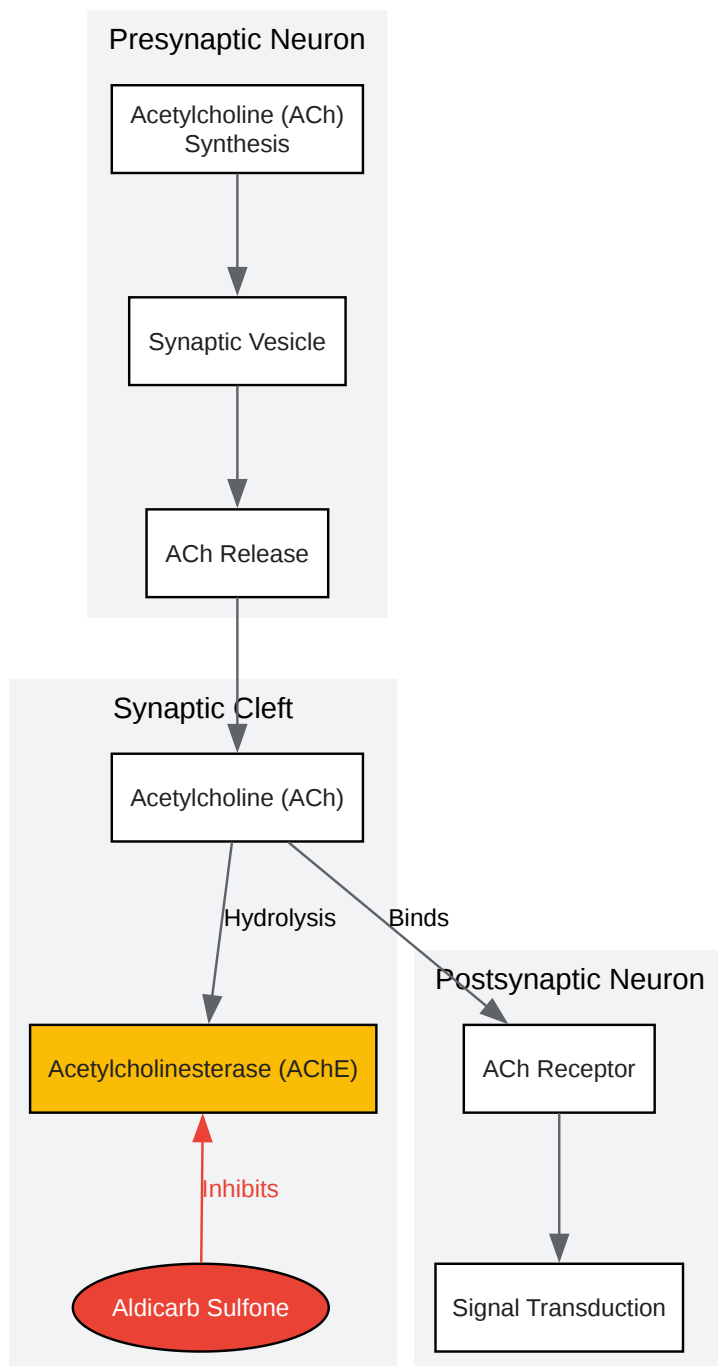 Presynaptic Neuron
Acetylcholine (ACh)
Synthesis
Synaptic Vesicle
ACh Release
Synaptic Cleft
Acetylcholine (ACh)
Hydrolysis
Binds
Postsynaptic Neuron
Acetylcholinesterase (AChE)
ACh Receptor
Inhibits
Aldicarb Sulfone
Signal Transduction